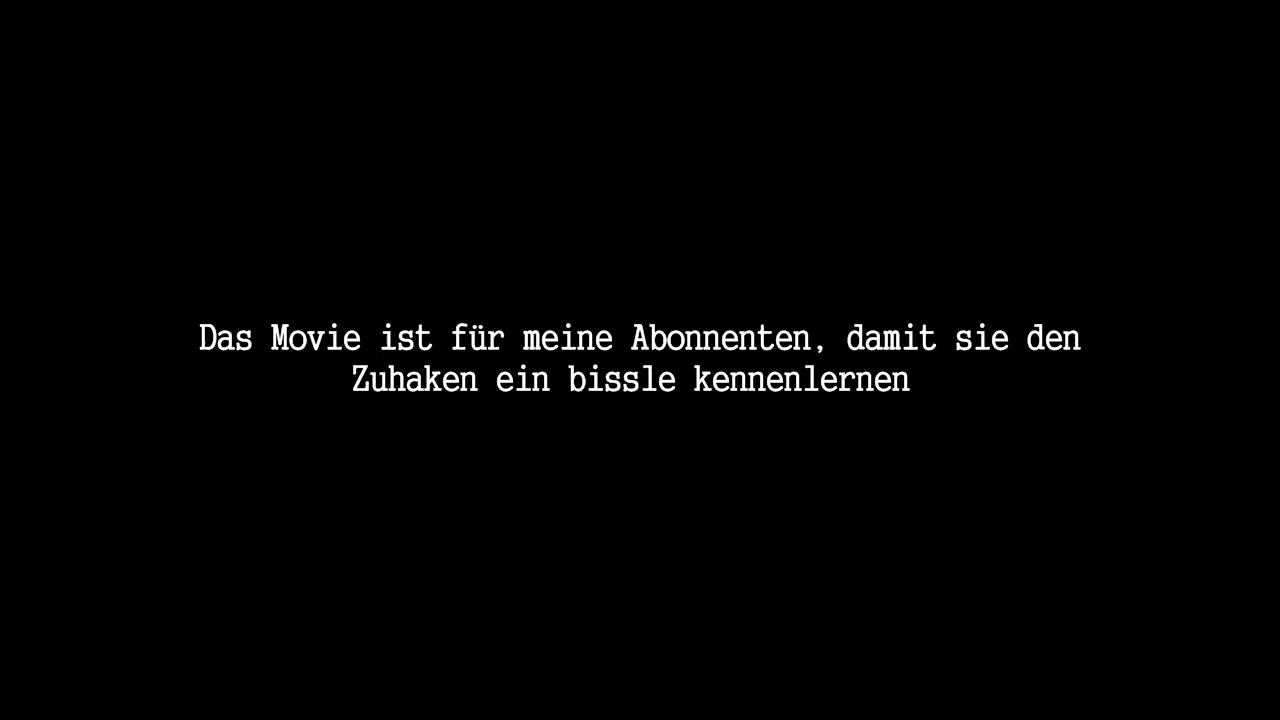 Das Movie ist für meine Abonnenten, damit sie den
Zuhaken ein bissle kennenlernen